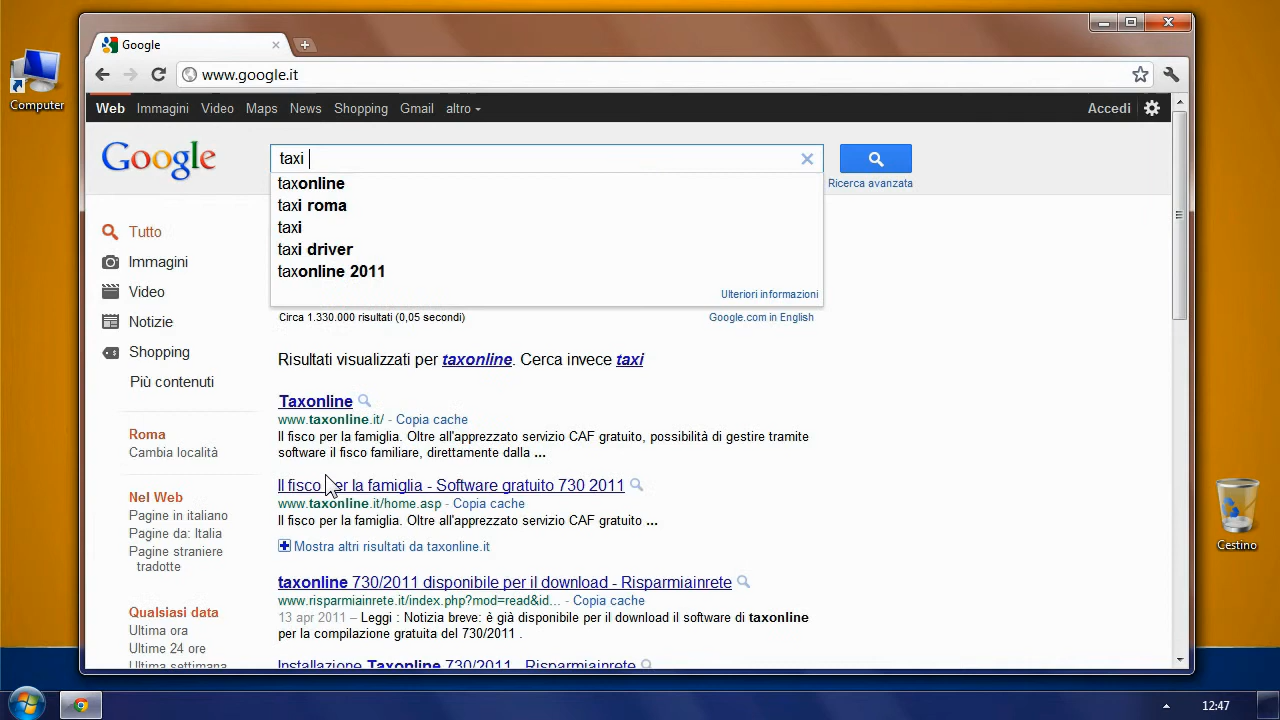 Computer
Google
www.google.it
Web Immagini Video Maps News Shopping Gmail altro
Accedi
Google
taxi
Ricerca avanzata
taxonline
taxi roma
taxi
taxi driver
taxonline 2011
Ulteriori informazioni
Circa 1.330.000 risultati (0,05 secondi)
Google.com in English
Tutto
Immagini
Video
Notizie
Shopping
Più contenuti
Roma
Cambia località
Nel Web
Pagine in italiano
Pagine da: Italia
Pagine straniere
tradotte
Qualsiasi data
Ultima ora
Ultime 24 ore
Ultima settimana
Risultati visualizzati per taxonline. Cerca invece taxi
Taxonline
www.taxonline.it/ - Copia cache
Il fisco per la famiglia. Oltre all'apprezzato servizio CAF gratuito, possibilità di gestire tramite
software il fisco familiare, direttamente dalla ...
Il fisco per la famiglia - Software gratuito 730 2011
www.taxonline.it/home.asp - Copia cache
Il fisco per la famiglia. Oltre all'apprezzato servizio CAF gratuito ...
Mostra altri risultati da taxonline.it
taxonline 730/2011 disponibile per il download - Risparmiainrete
www.risparmiainrete.it/index.php?mod=read&id... - Copia cache
13 apr 2011 – Leggi : Notizia breve: è già disponibile per il download il software di taxonline
per la compilazione gratuita del 730/2011 .
Installazione Taxonline 730/2011 - Risparmiainrete
Cestino
12:47